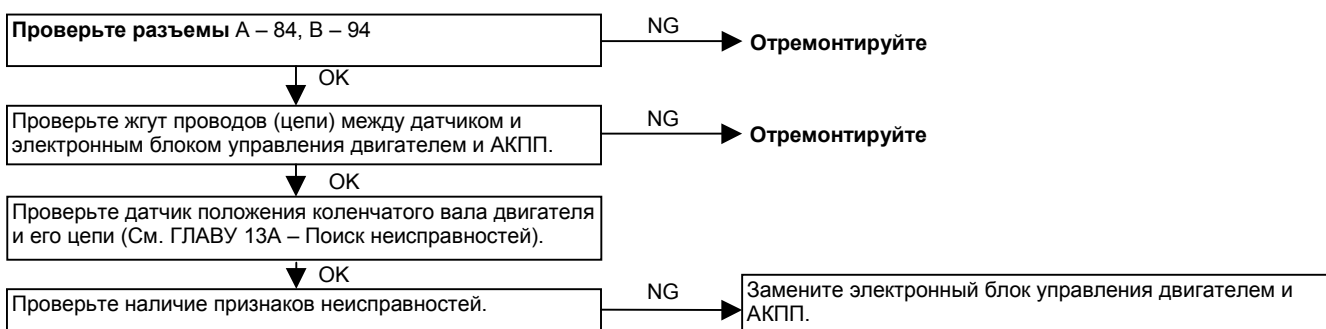 Проверьте разъемы А – 84, В – 94
NG
Отремонтируйте
OK
Проверьте жгут проводов (цепи) между датчиком и
электронным блоком управления двигателем и АКПП.
NG
Отремонтируйте
OK
Проверьте датчик положения коленчатого вала двигателя
и его цепи (См. ГЛАВУ 13А – Поиск неисправностей).
OK
Проверьте наличие признаков неисправностей.
NG
Замените электронный блок управления двигателем и
АКПП.